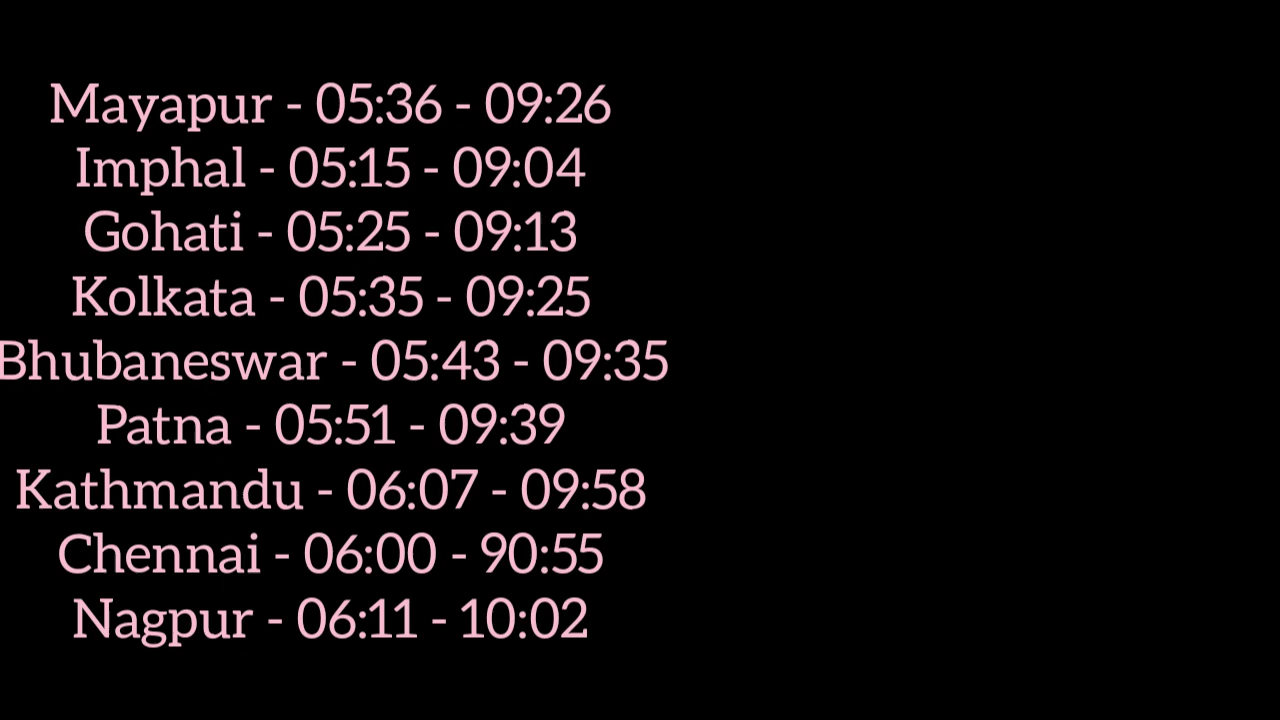 Mayapur - 05:36 - 09:26
Imphal - 05:15 - 09:04
Gohati - 05:25 - 09:13
Kolkata - 05:35 - 09:25
Bhubaneswar - 05:43 - 09:35
Patna - 05:51 - 09:39
Kathmandu - 06:07 - 09:58
Chennai - 06:00 - 90:55
Nagpur - 06:11 - 10:02